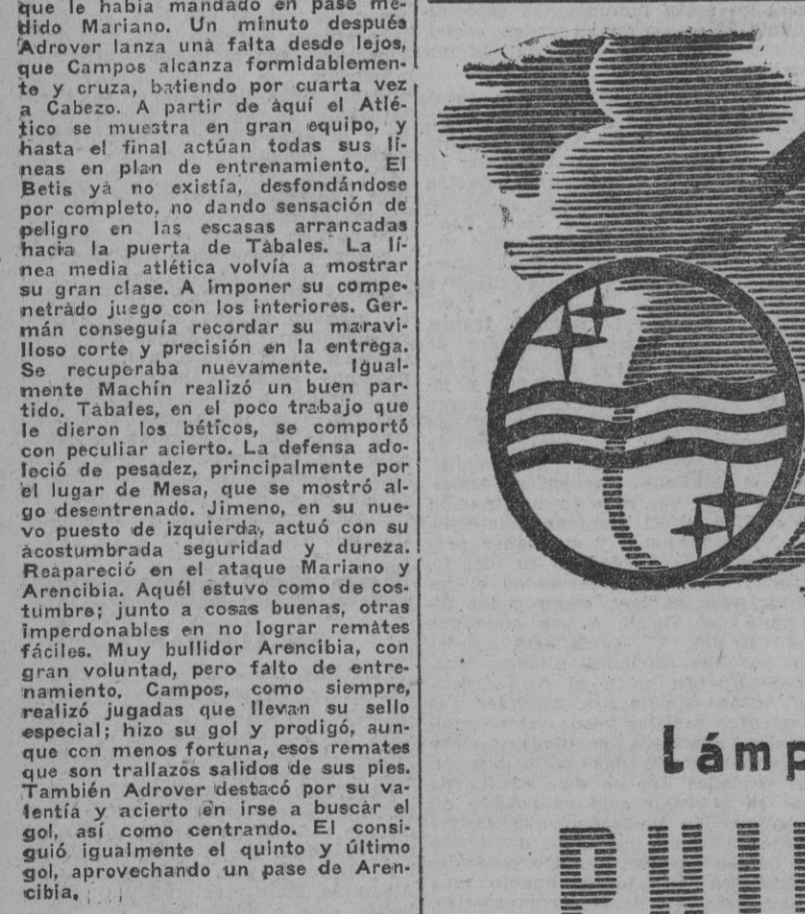 que le había mandado en pase me-
dido Mariano. Un minuto después
Adrover lanza una falta desde lejos,
que Campos alcanza formidablemen-
te y cruza, batiendo por cuarta vez
a Cabezo. A partir de aquí el Atlé-
tico se muestra en gran equipo, y
hasta el final actúan todas sus lí-
neas en plan de entrenamiento. El
Betis ya no existía, desfondándose
por completo, no dando sensación de
peligro en las escasas arrancadas
hacia la puerta de Tabales. La lí-
nea media atlética volvía a mostrar
su gran clase. A imponer su compe-
netrado juego con los interiores. Ger-
mán conseguía recordar su maravi-
lloso corte y precisión en la entrega.
Se recuperaba nuevamente. Igual-
mente Machín realizó un buen par-
tido. Tabales, en el poco trabajo que
le dieron los béticos, se comportó
con peculiar acierto. La defensa ado-
leció de pesadez, principalmente por
el lugar de Mesa, que se mostró al-
go desentrenado. Jimeno, en su nue-
vo puesto de izquierda, actuó con su
acostumbrada seguridad y dureza.
Reapareció en el ataque Mariano y
Arencibia. Aquél estuvo como de cos-
tumbre; junto a cosas buenas, otras
imperdonables en no lograr remates
fáciles. Muy bullidor Arencibia, con
gran voluntad, pero falto de entre-
namiento. Campos, como siempre,
realizó jugadas que llevan su sello
especial; hizo su gol y prodigó, aun-
que con menos fortuna, esos remates
que son trallazos salidos de sus pies.
También Adrover destacó por su va-
lentía y acierto en irse a buscar el
gol, así como centrando. El consi-
guió igualmente el quinto y último
gol, aprovechando un pase de Aren-
cibia.
Lámp
PHI